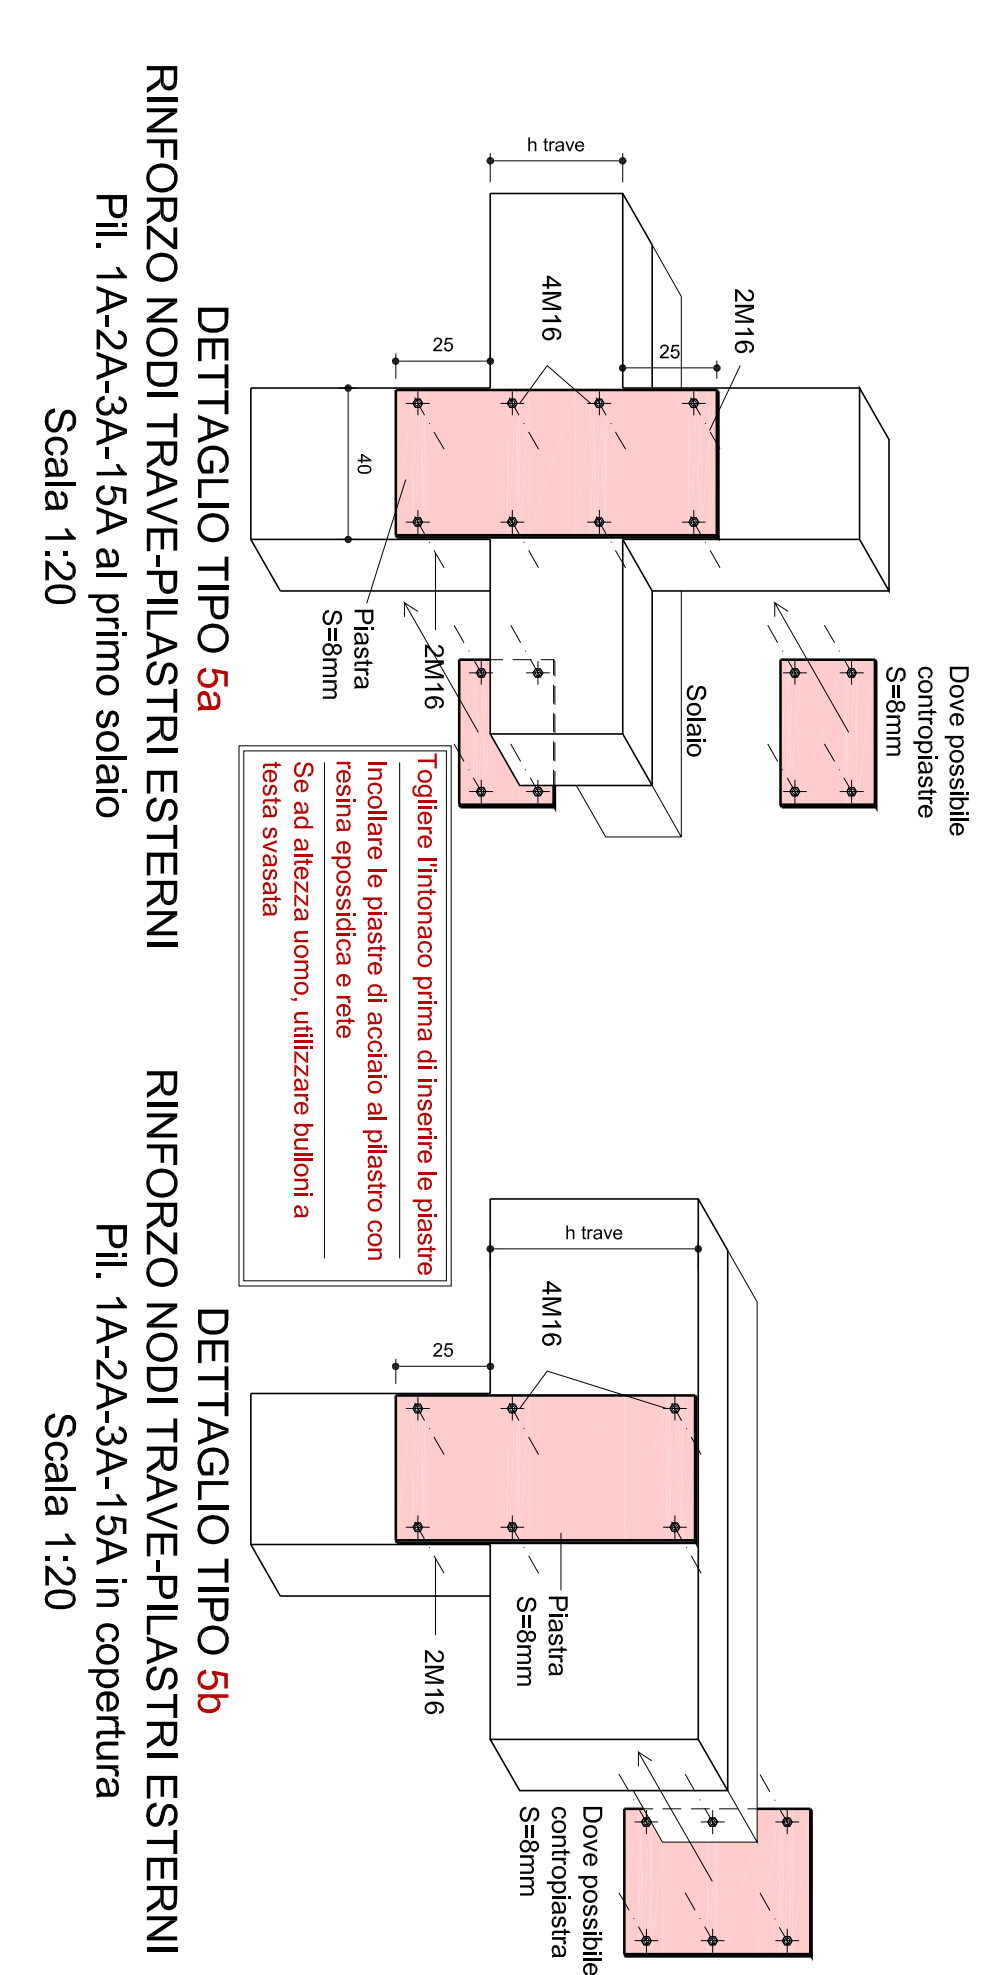 Dove possibile
contropiastre
S=8mm
2M16
Solaio
h trave
4M16
25
25
40
2M16
Piastra
S=8mm
DETTAGLIO TIPO 5a
RINFORZO NODI TRAVE-PILASTRI ESTERNI
Pil. 1A-2A-3A-15A al primo solaio
Scala 1:20
Togliere l'intonaco prima di inserire le piastre
Incollare le piastre di acciaio al pilastro con
resina epossidica e rete
Se ad altezza uomo, utilizzare bulloni a
testa svasata
h trave
4M16
25
Piastra
S=8mm
2M16
Dove possibile
contropiastra
S=8mm
DETTAGLIO TIPO 5b
RINFORZO NODI TRAVE-PILASTRI ESTERNI
Pil. 1A-2A-3A-15A in copertura
Scala 1:20